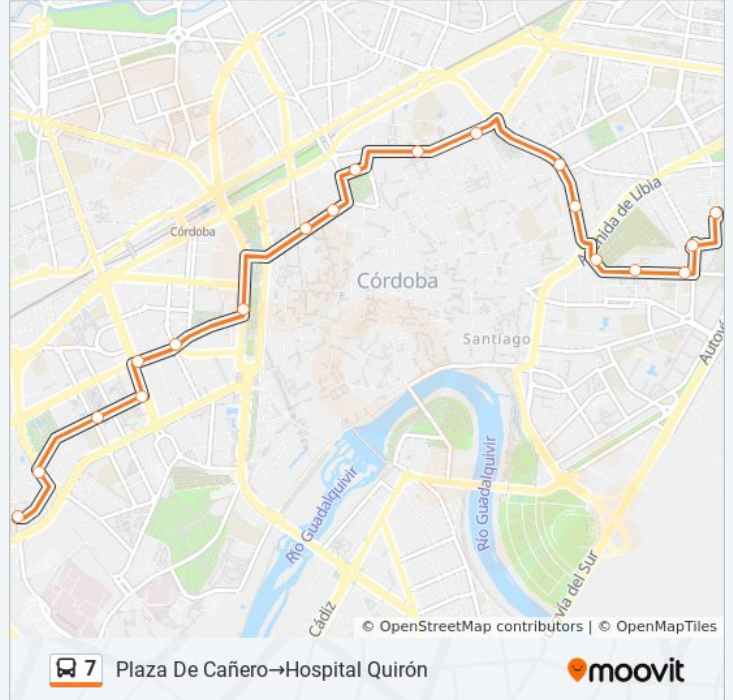 Avenida de Libia
Córdoba
Córdoba
Santiago
Autoví
Río Guadalquivir
Río Guadalquivir
Cádiz
vía del Sur
© OpenStreetMap contributors | © OpenMapTiles
7 Plaza De Cañero→Hospital Quirón
moovit